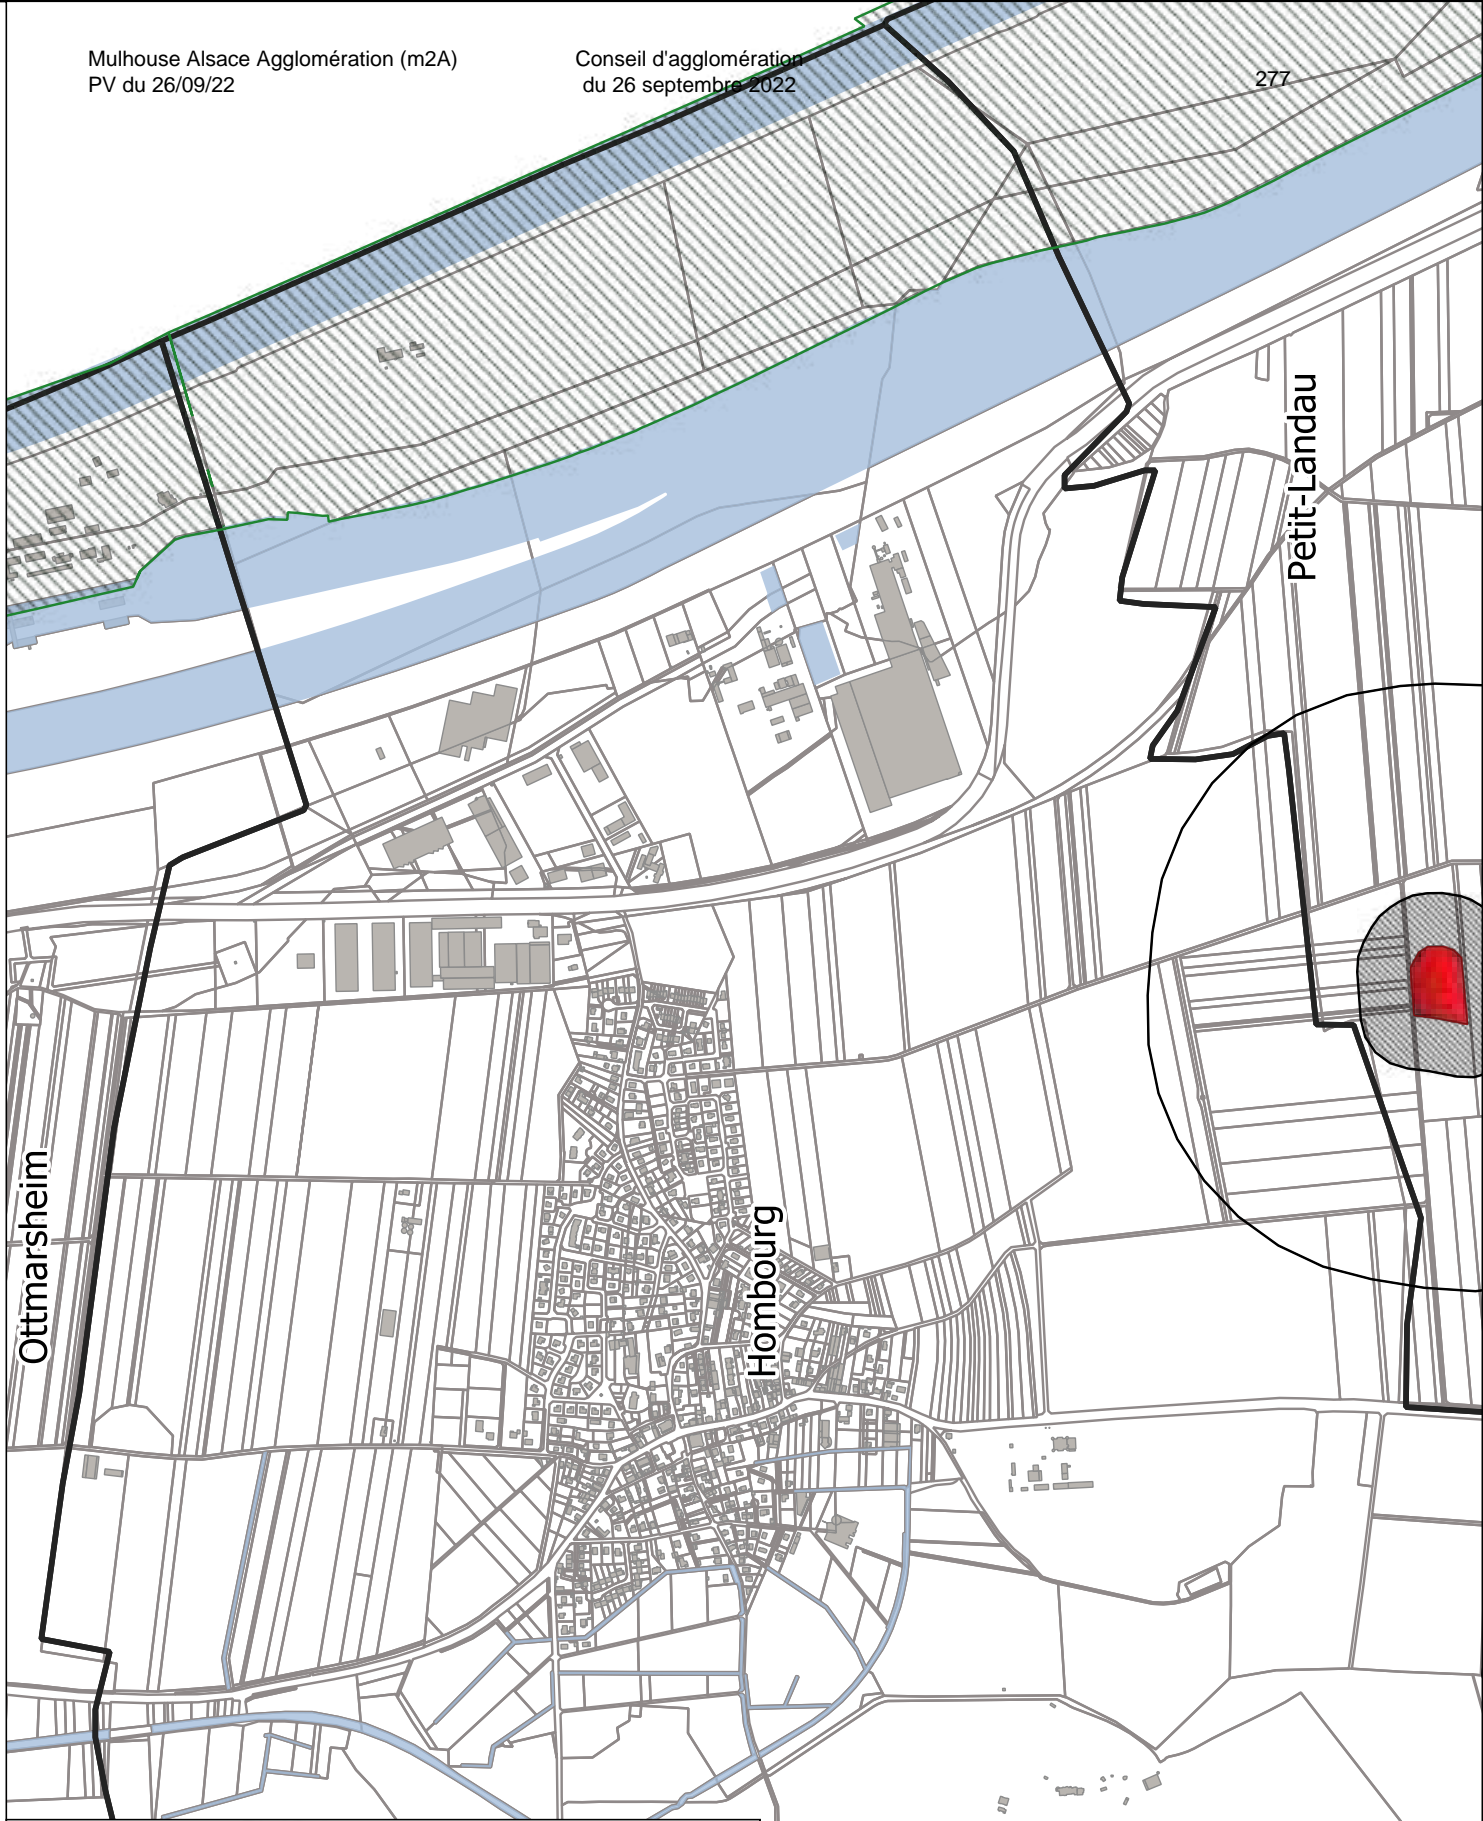 Mulhouse Alsace Agglomération (m2A)
PV du 26/09/22
Conseil d'agglomération
du 26 septembre 2022
277
Petit-Landau
Ottmarsheim
Hombourg